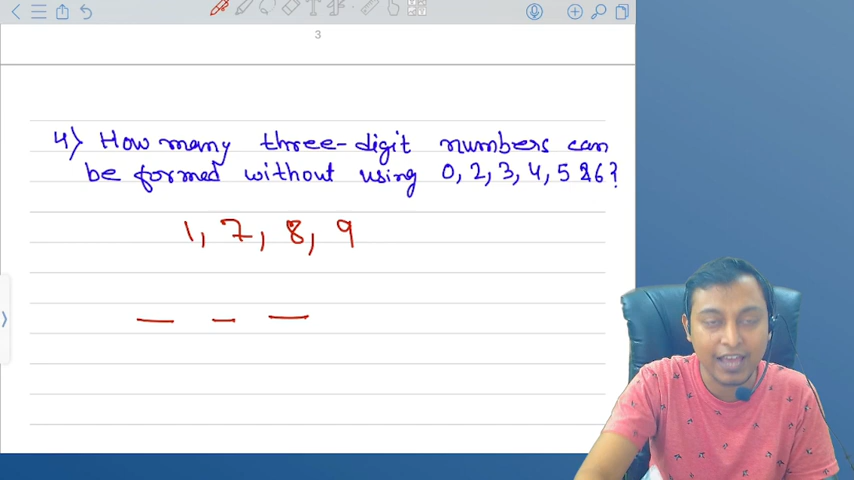 3
4) How many three-digit numbers can
be formed without using 0, 2, 3, 4, 5 & 6?
1, 7, 8, 9